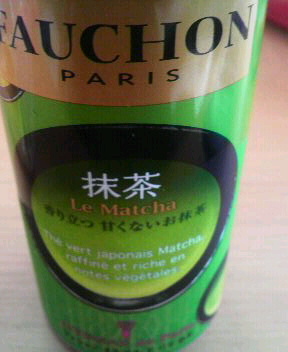 FAUCHON
PARIS
抹茶
Le Matcha
香り立つ 甘くないお抹茶
Thé vert japonais Matcha,
raffiné et riche en
notes végétales.